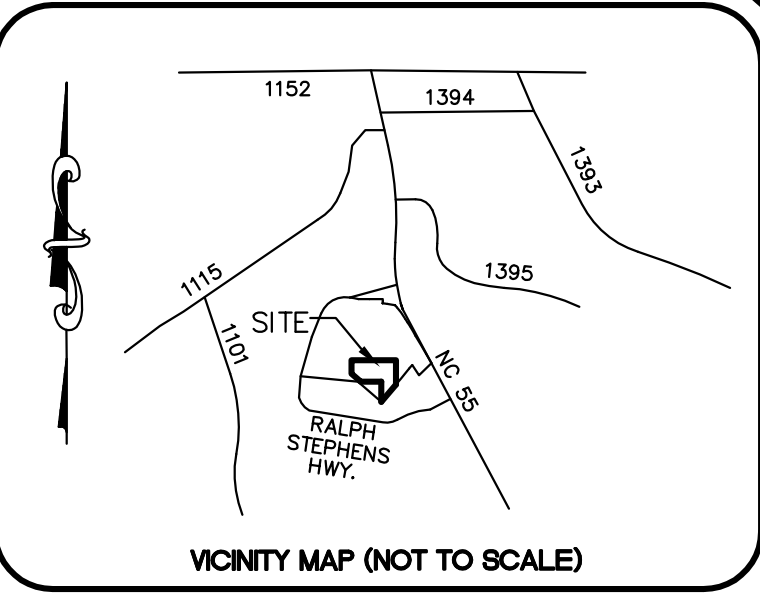 1152
1394
1393
1115
1395
SITE
1101
NC 55
RALPH
STEPHENS
HWY.
VICINITY MAP (NOT TO SCALE)